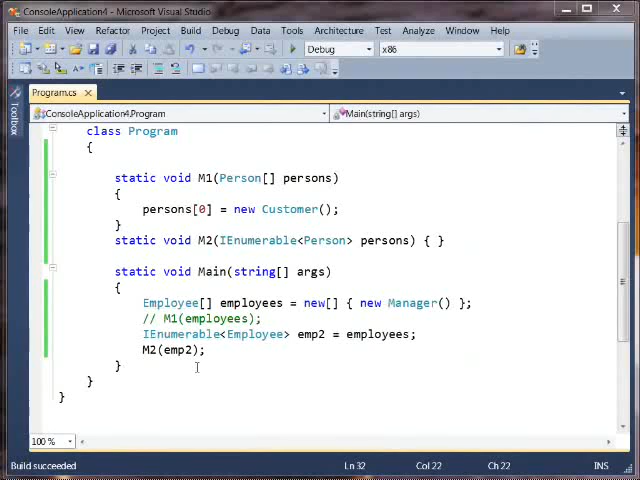 ConsoleApplication4 - Microsoft Visual Studio
File Edit View Refactor Project Build Debug Data Tools Architecture Test Analyze Window Help
Debug x86
Program.cs
Toolbox
ConsoleApplication4.Program Main(string[] args)
class Program
{
static void M1(Person[] persons)
{
persons[0] = new Customer();
}
static void M2(IEnumerable<Person> persons) { }
static void Main(string[] args)
{
Employee[] employees = new[] { new Manager() };
// M1(employees);
IEnumerable<Employee> emp2 = employees;
M2(emp2);
}
}
}
100 %
Build succeeded Ln 32 Col 22 Ch 22 INS